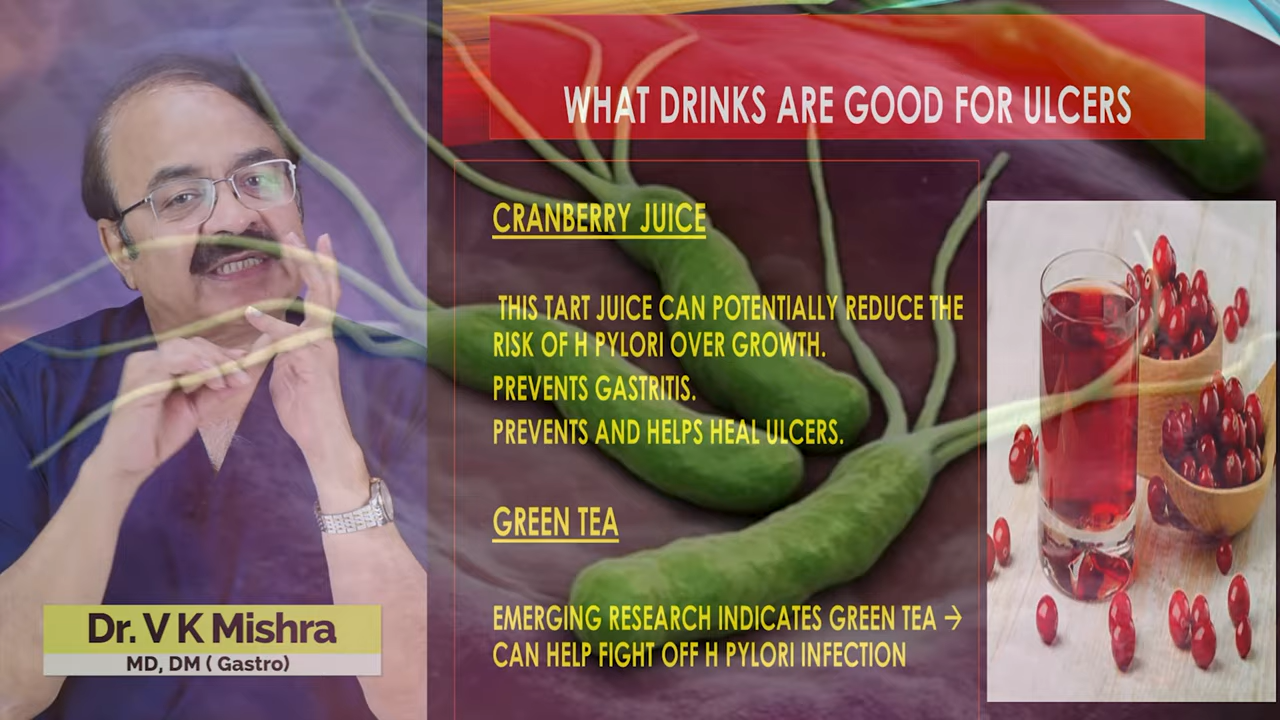 WHAT DRINKS ARE GOOD FOR ULCERS
CRANBERRY JUICE
THIS TART JUICE CAN POTENTIALLY REDUCE THE
RISK OF H PYLORI OVER GROWTH.
PREVENTS GASTRITIS.
PREVENTS AND HELPS HEAL ULCERS.
GREEN TEA
EMERGING RESEARCH INDICATES GREEN TEA →
CAN HELP FIGHT OFF H PYLORI INFECTION
Dr. V K Mishra
MD, DM ( Gastro)